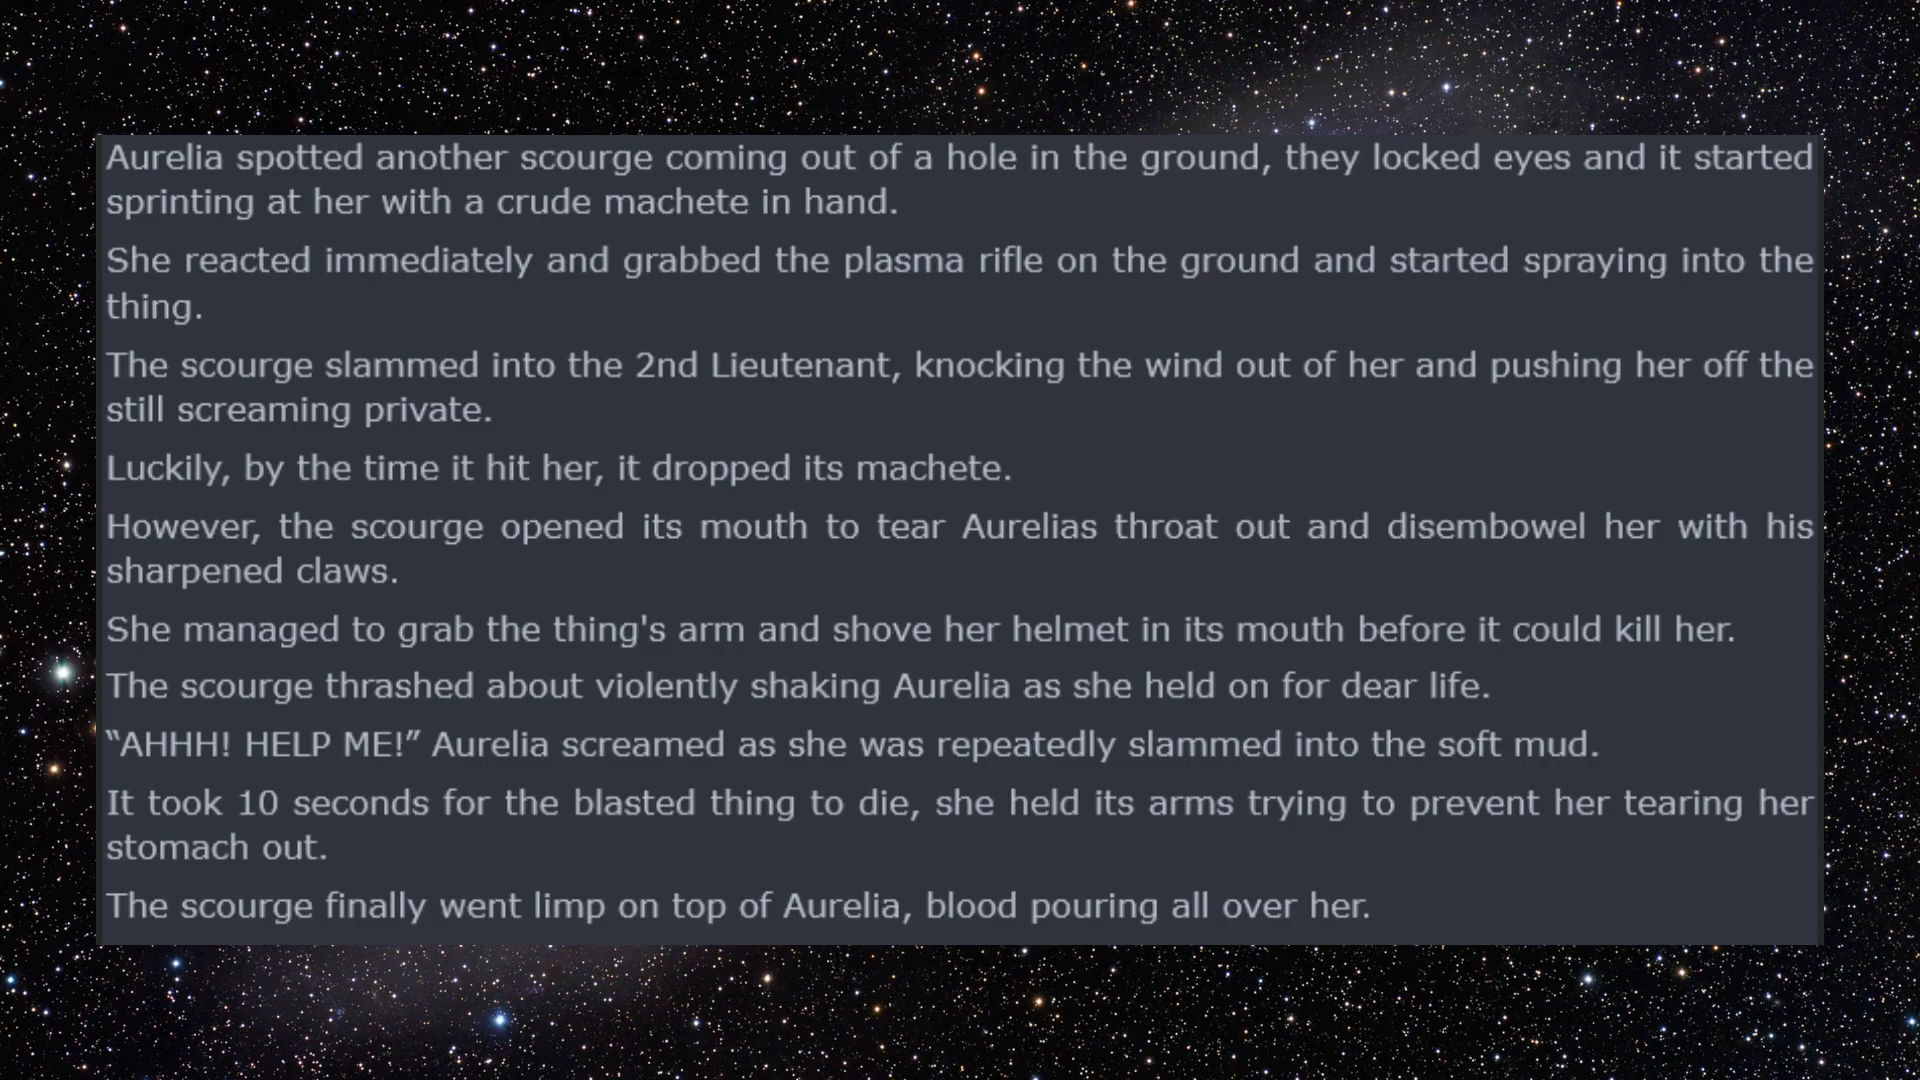 Aurelia spotted another scourge coming out of a hole in the ground, they locked eyes and it started
sprinting at her with a crude machete in hand.
She reacted immediately and grabbed the plasma rifle on the ground and started spraying into the
thing.
The scourge slammed into the 2nd Lieutenant, knocking the wind out of her and pushing her off the
still screaming private.
Luckily, by the time it hit her, it dropped its machete.
However, the scourge opened its mouth to tear Aurelias throat out and disembowel her with his
sharpened claws.
She managed to grab the thing's arm and shove her helmet in its mouth before it could kill her.
The scourge thrashed about violently shaking Aurelia as she held on for dear life.
“AHHH! HELP ME!” Aurelia screamed as she was repeatedly slammed into the soft mud.
It took 10 seconds for the blasted thing to die, she held its arms trying to prevent her tearing her
stomach out.
The scourge finally went limp on top of Aurelia, blood pouring all over her.